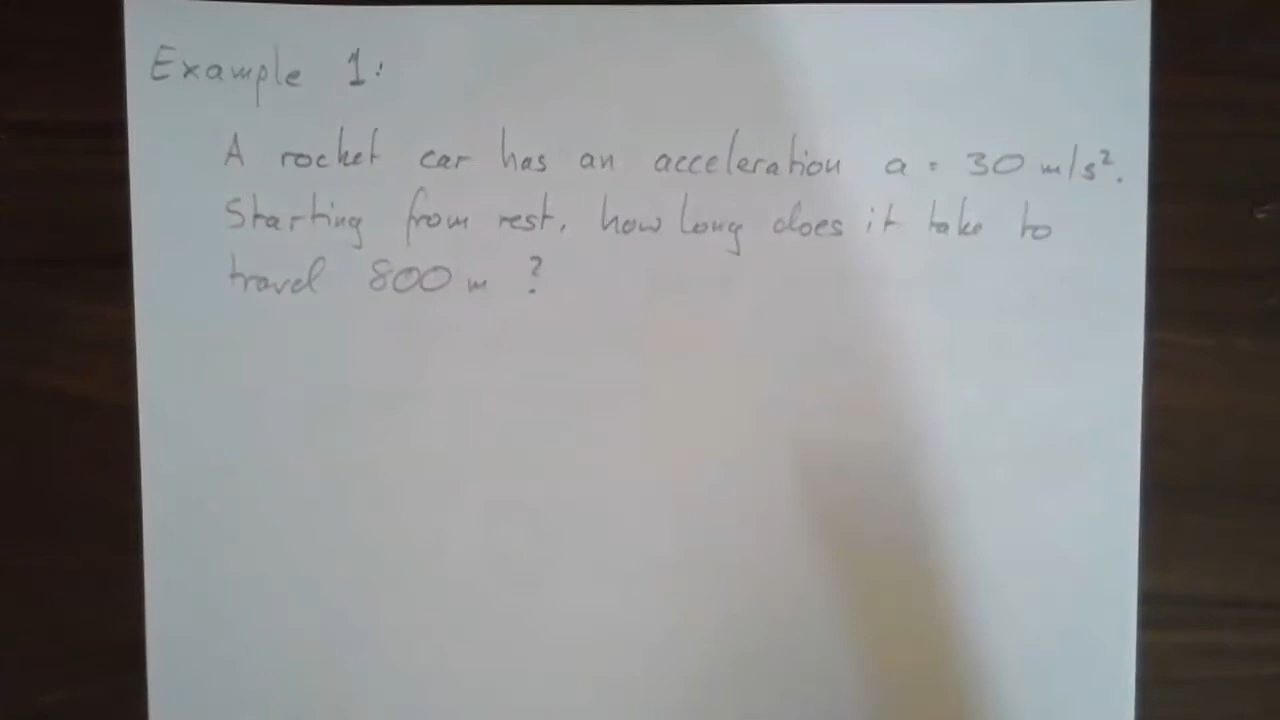 Example 1:
A rocket car has an acceleration a = 30 m/s².
Starting from rest, how long does it take to
travel 800 m ?